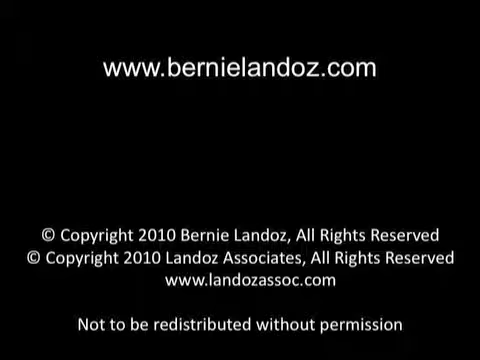 www.bernielandoz.com
© Copyright 2010 Bernie Landoz, All Rights Reserved
© Copyright 2010 Landoz Associates, All Rights Reserved
www.landozassoc.com
Not to be redistributed without permission